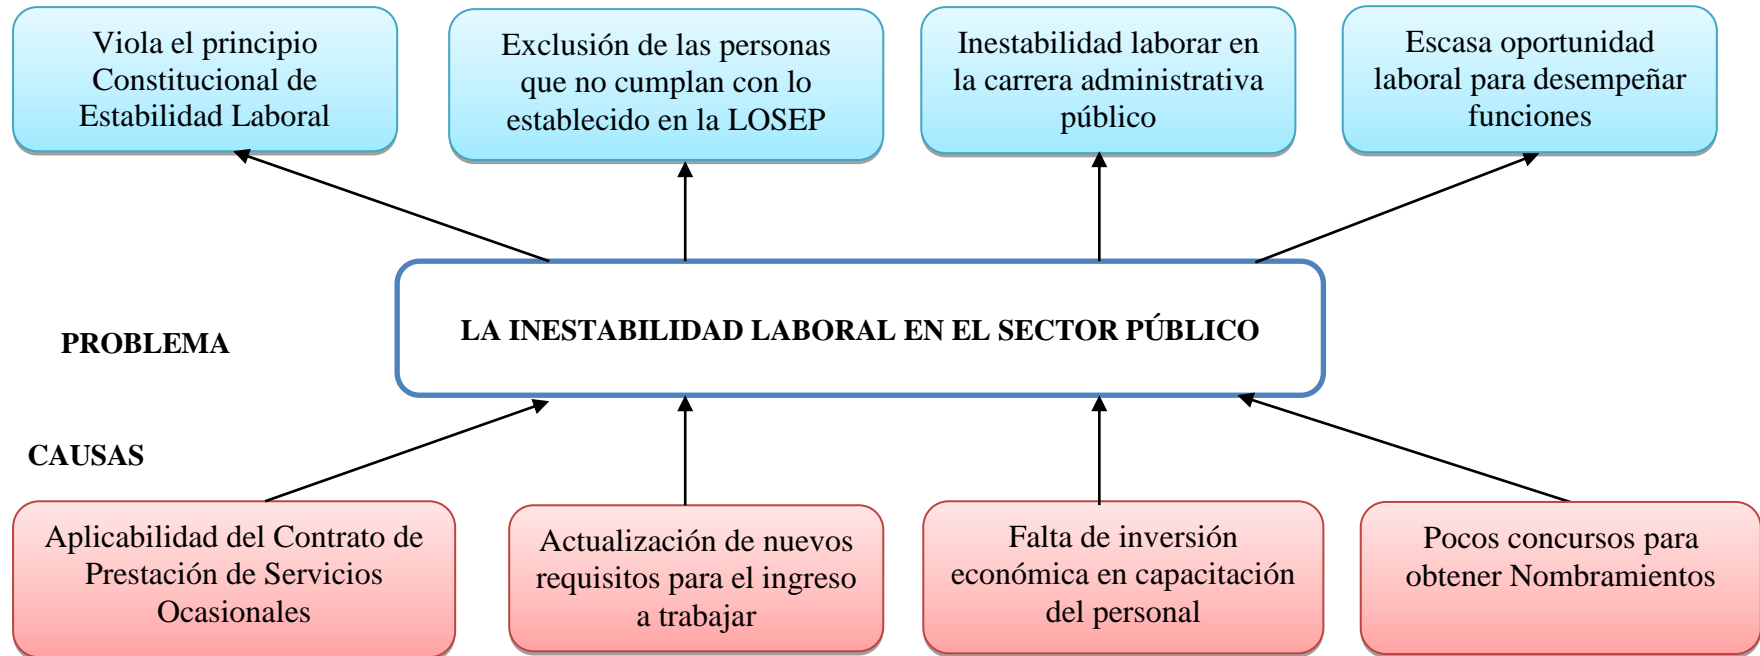 Viola el principio
Constitucional de
Estabilidad Laboral
Exclusión de las personas
que no cumplan con lo
establecido en la LOSEP
Inestabilidad laborar en
la carrera administrativa
público
Escasa oportunidad
laboral para desempeñar
funciones
LA INESTABILIDAD LABORAL EN EL SECTOR PÚBLICO
PROBLEMA
CAUSAS
Aplicabilidad del Contrato de
Prestación de Servicios
Ocasionales
Actualización de nuevos
requisitos para el ingreso
a trabajar
Falta de inversión
económica en capacitación
del personal
Pocos concursos para
obtener Nombramientos